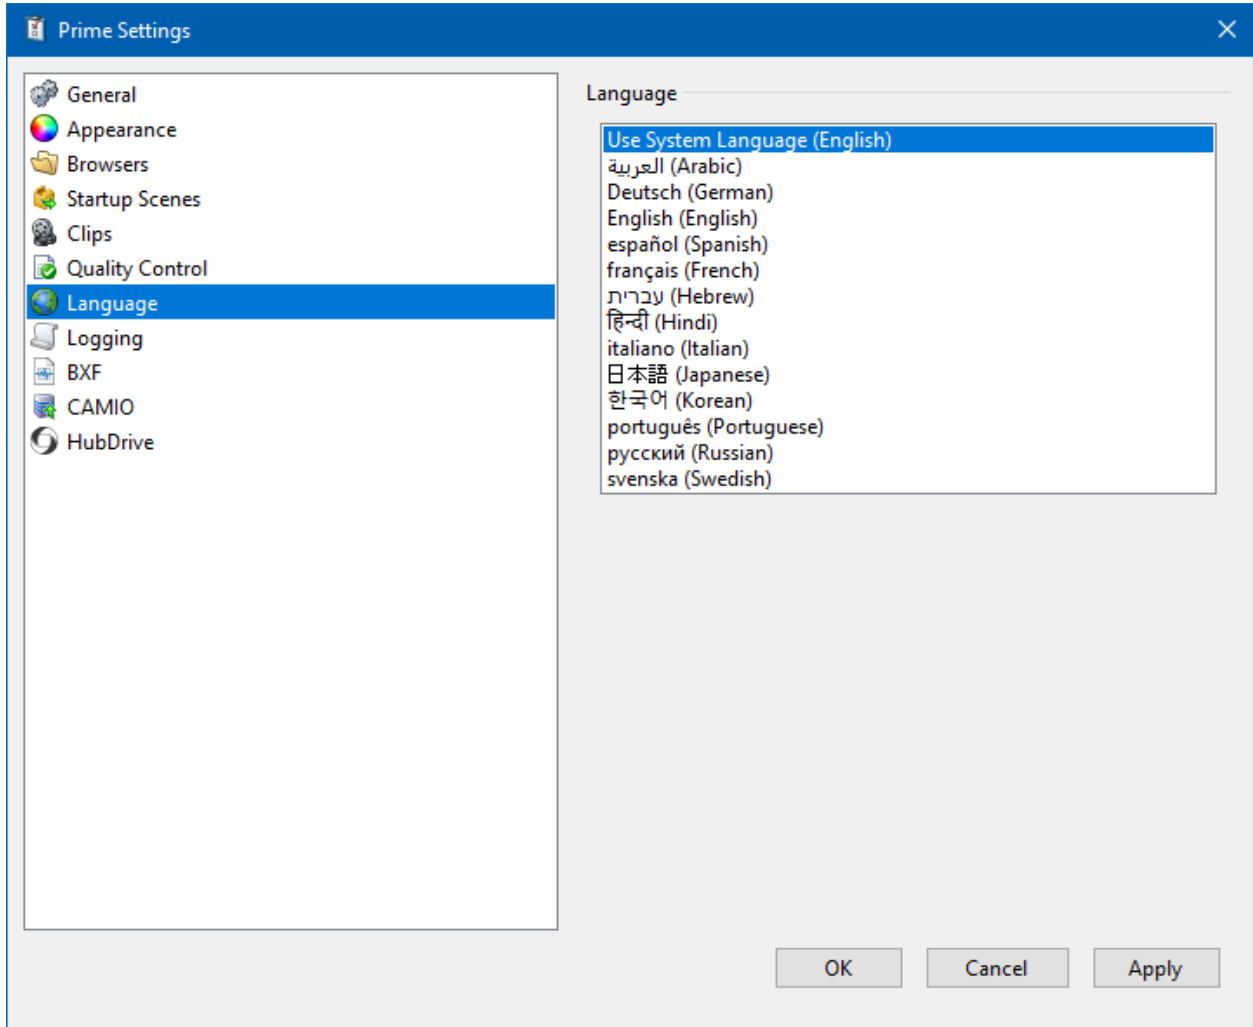 Prime Settings
General
Appearance
Browsers
Startup Scenes
Clips
Quality Control
Language
Logging
BXF
CAMIO
HubDrive
Language
Use System Language (English)
العربية (Arabic)
Deutsch (German)
English (English)
español (Spanish)
français (French)
עברית (Hebrew)
हिन्दी (Hindi)
italiano (Italian)
日本語 (Japanese)
한국어 (Korean)
português (Portuguese)
русский (Russian)
svenska (Swedish)
OK Cancel Apply